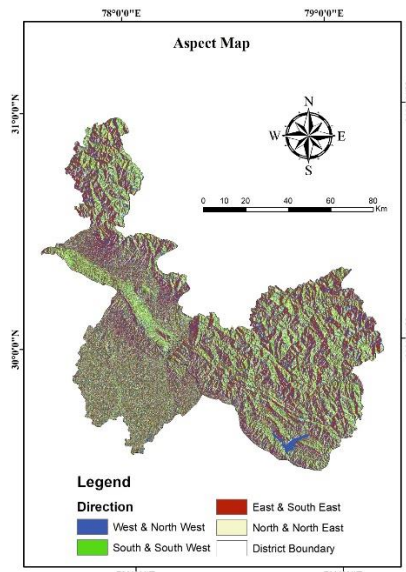 78°0'0"E
79°0'0"E
Aspect Map
31°0'0"N
N
W
E
S
0 10 20 40 60 80
Km
30°0'0"N
Legend
Direction
West & North West
South & South West
East & South East
North & North East
District Boundary